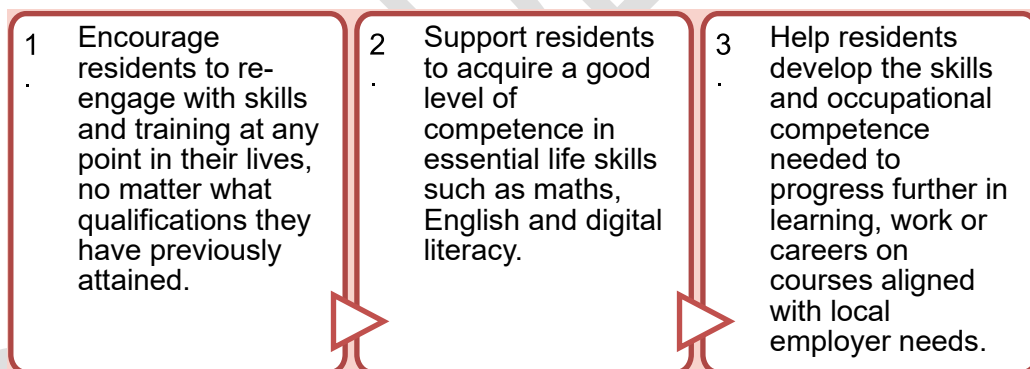 1
.
Encourage
residents to re-
engage with skills
and training at any
point in their lives,
no matter what
qualifications they
have previously
attained.
2
.
Support residents
to acquire a good
level of
competence in
essential life skills
such as maths,
English and digital
literacy.
3
.
Help residents
develop the skills
and occupational
competence
needed to
progress further in
learning, work or
careers on
courses aligned
with local
employer needs.